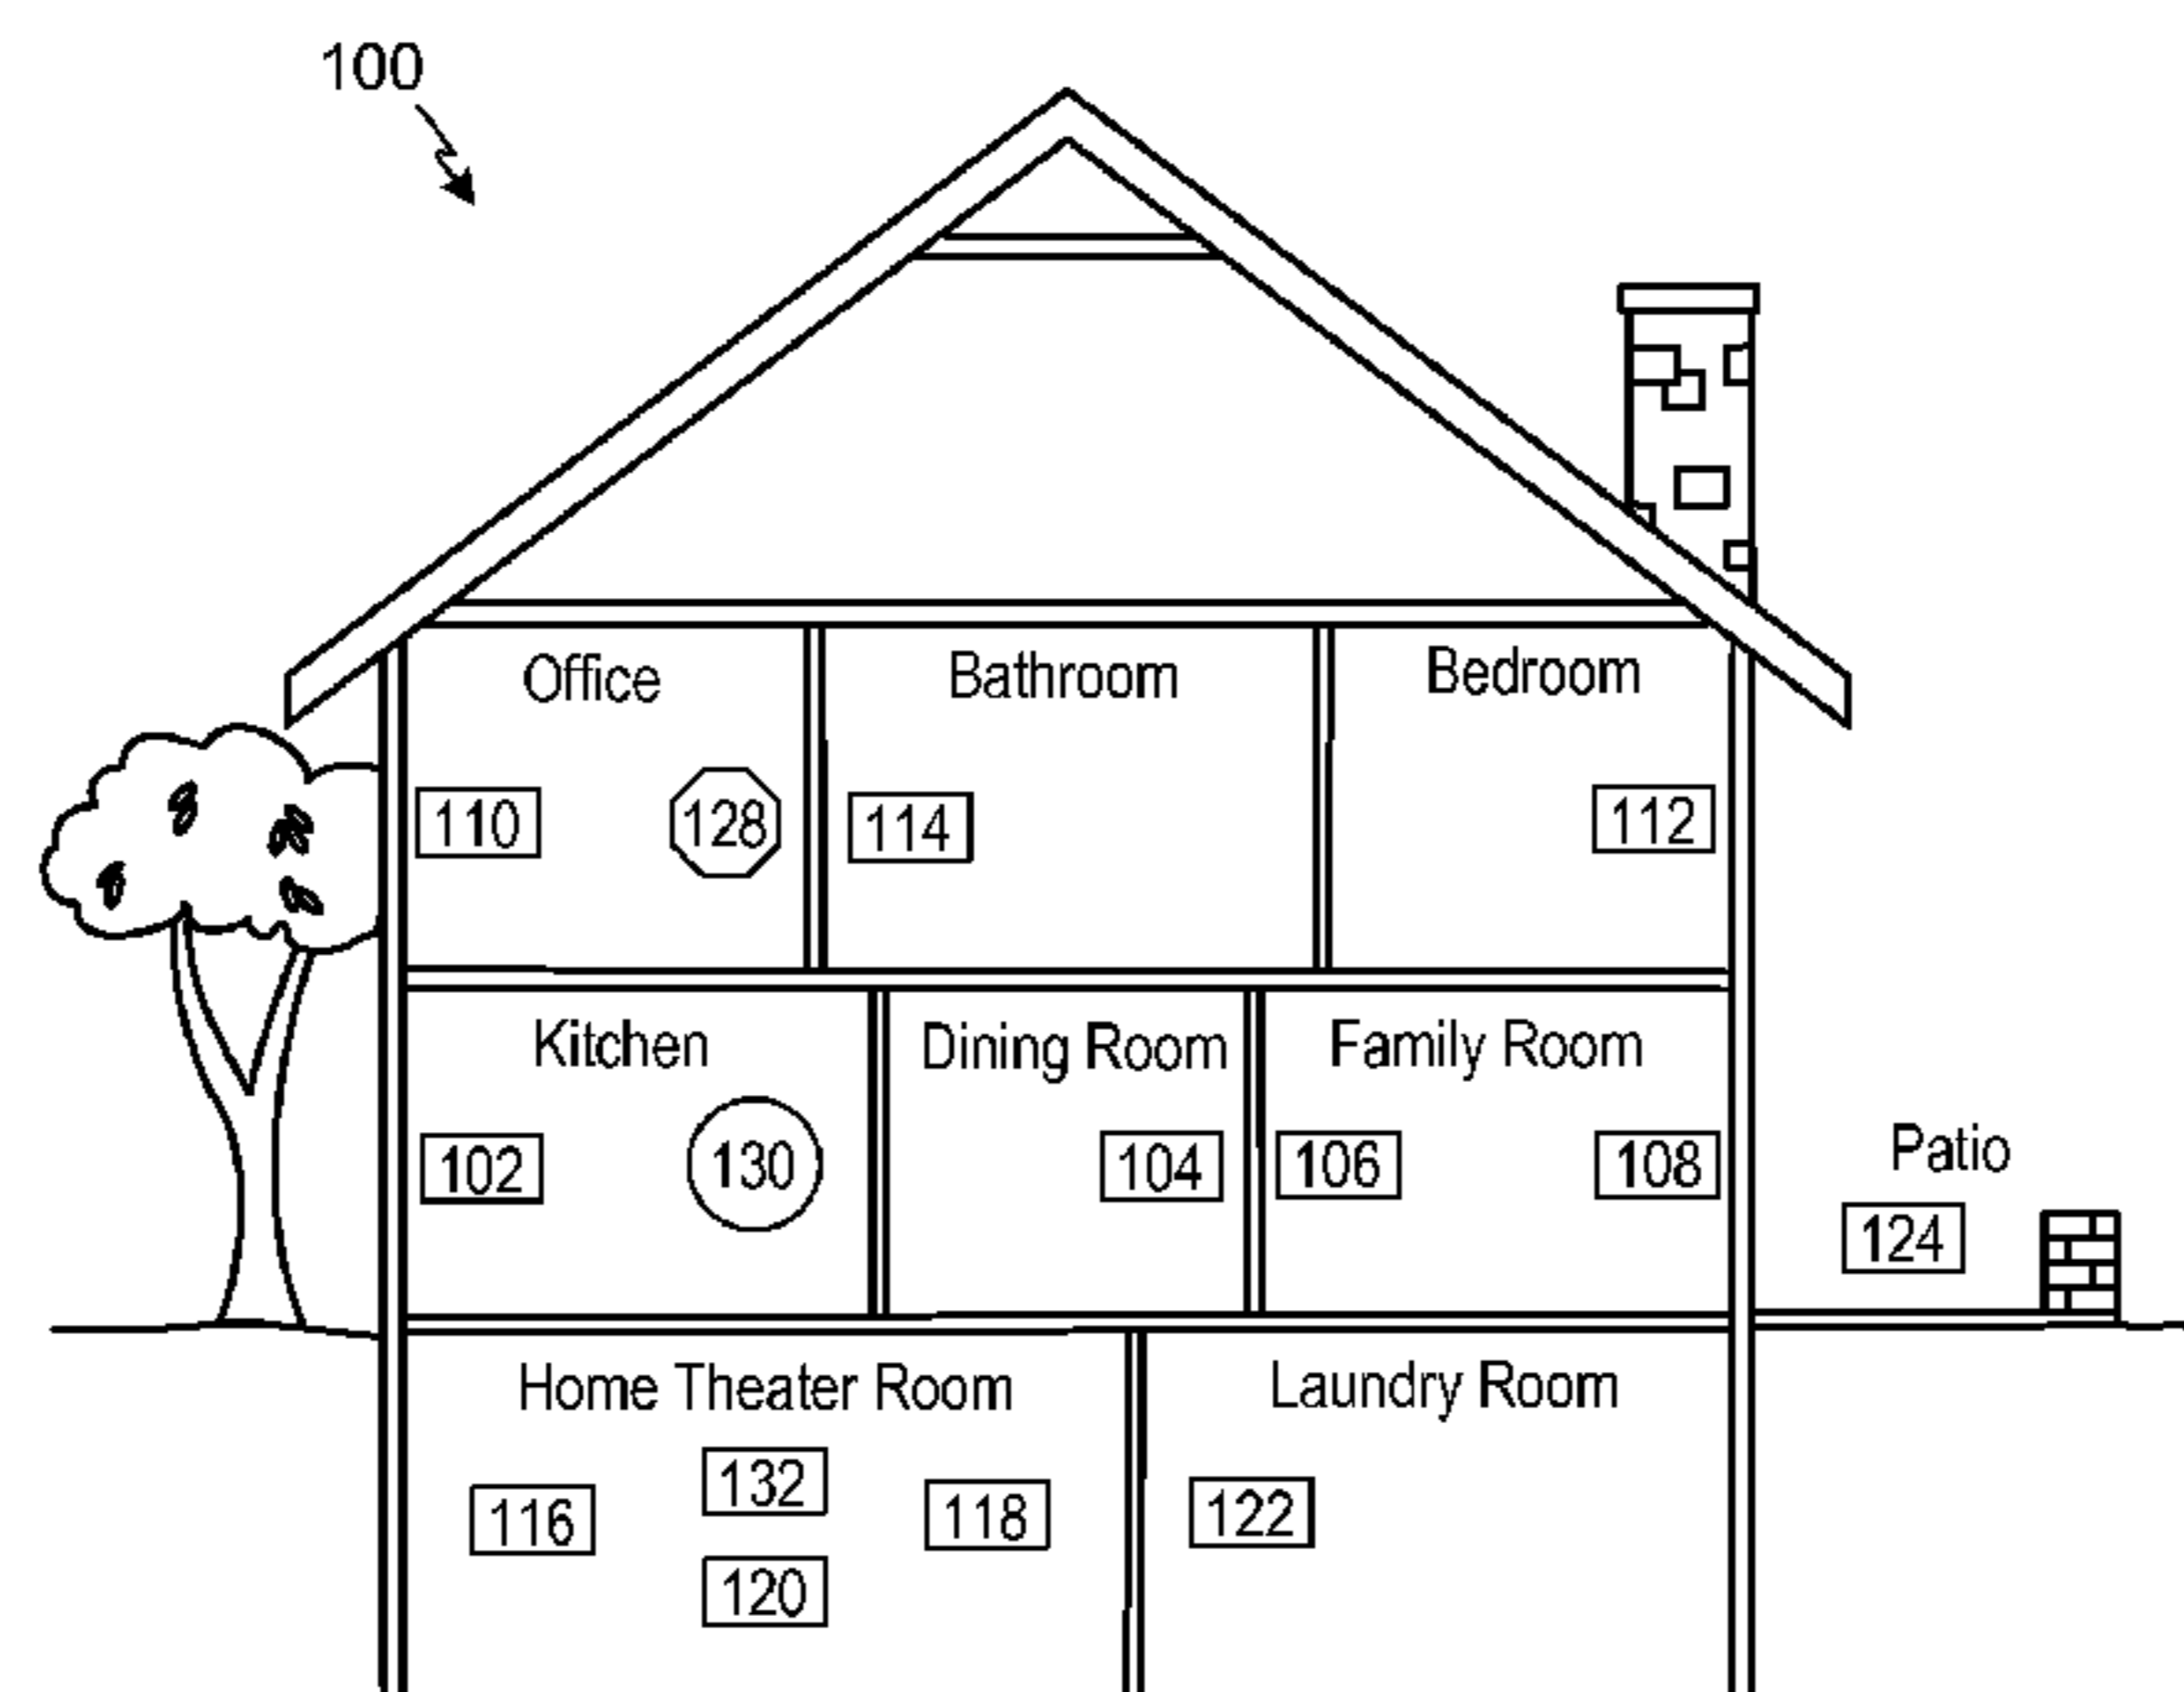 100
Office
Bathroom
Bedroom
110
128
114
112
Kitchen
Dining Room
Family Room
102
130
104
106
108
Patio
124
Home Theater Room
Laundry Room
132
116
118
122
120